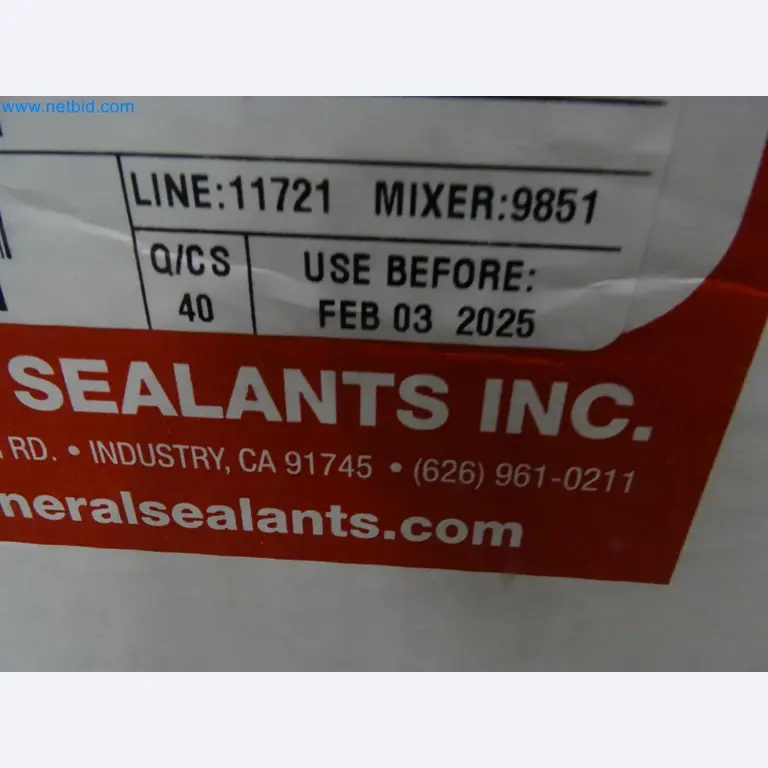 www.netbid.com
LINE:11721 MIXER:9851
Q/CS
40
USE BEFORE:
FEB 03 2025
SEALANTS INC.
RD. • INDUSTRY, CA 91745 • (626) 961-0211
neralsealants.com